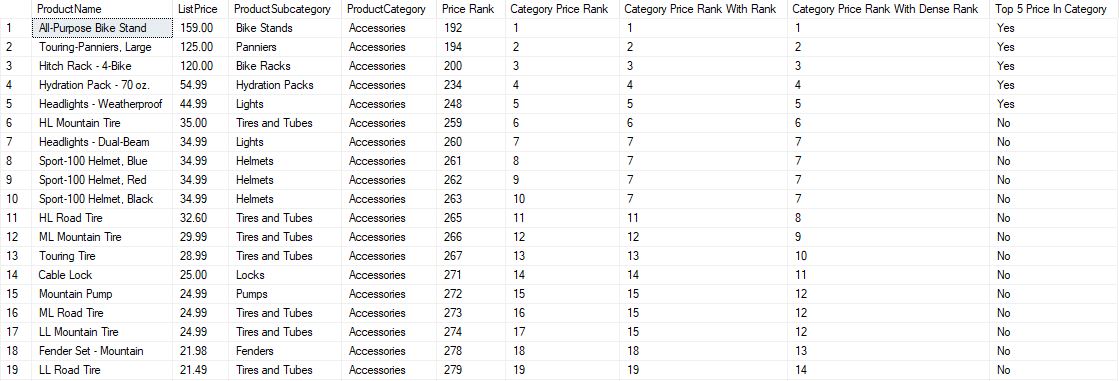 ProductName ListPrice ProductSubcategory ProductCategory Price Rank Category Price Rank Category Price Rank With Rank Category Price Rank With Dense Rank Top 5 Price In Category
1 All-Purpose Bike Stand 159.00 Bike Stands Accessories 192 1 1 1 Yes
2 Touring-Panniers, Large 125.00 Panniers Accessories 194 2 2 2 Yes
3 Hitch Rack - 4-Bike 120.00 Bike Racks Accessories 200 3 3 3 Yes
4 Hydration Pack - 70 oz. 54.99 Hydration Packs Accessories 234 4 4 4 Yes
5 Headlights - Weatherproof 44.99 Lights Accessories 248 5 5 5 Yes
6 HL Mountain Tire 35.00 Tires and Tubes Accessories 259 6 6 6 No
7 Headlights - Dual-Beam 34.99 Lights Accessories 260 7 7 7 No
8 Sport-100 Helmet, Blue 34.99 Helmets Accessories 261 8 7 7 No
9 Sport-100 Helmet, Red 34.99 Helmets Accessories 262 9 7 7 No
10 Sport-100 Helmet, Black 34.99 Helmets Accessories 263 10 7 7 No
11 HL Road Tire 32.60 Tires and Tubes Accessories 265 11 11 8 No
12 ML Mountain Tire 29.99 Tires and Tubes Accessories 266 12 12 9 No
13 Touring Tire 28.99 Tires and Tubes Accessories 267 13 13 10 No
14 Cable Lock 25.00 Locks Accessories 271 14 14 11 No
15 Mountain Pump 24.99 Pumps Accessories 272 15 15 12 No
16 ML Road Tire 24.99 Tires and Tubes Accessories 273 16 15 12 No
17 LL Mountain Tire 24.99 Tires and Tubes Accessories 274 17 15 12 No
18 Fender Set - Mountain 21.98 Fenders Accessories 278 18 18 13 No
19 LL Road Tire 21.49 Tires and Tubes Accessories 279 19 19 14 No